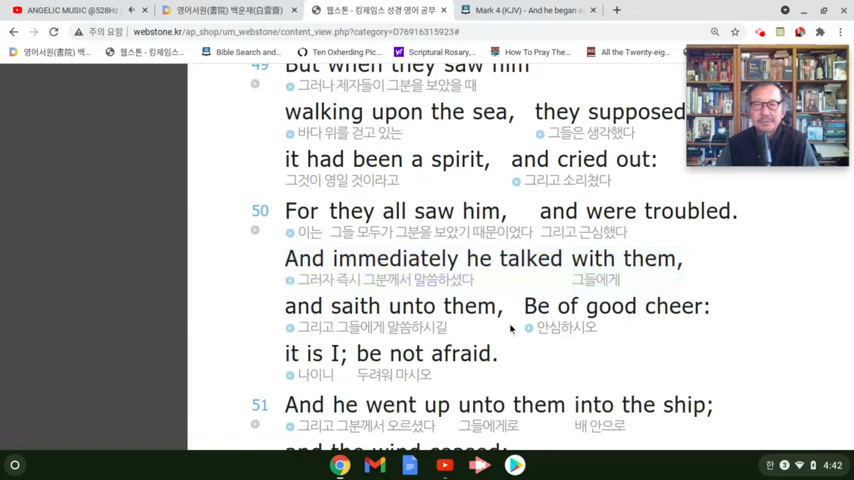 ANGELIC MUSIC @528Hz
영어서원(書院) 백운재(白雲齋)
웹스톤 - 킹제임스 성경 영어 공부
Mark 4 (KJV) - And he began a
주의 요함 | webstone.kr/ap_shop/um_webstone/content_view.php?category=D76916315923#
영어서원(書院) 백...
웹스톤 - 킹제임스...
Bible Search and...
Ten Oxherding Pic...
Scriptural Rosary,...
How To Pray The...
All the Twenty-eig...
49 But when they saw him
그러나 제자들이 그분을 보았을 때
walking upon the sea, they supposed
바다 위를 걷고 있는 그들은 생각했다
it had been a spirit, and cried out:
그것이 영일 것이라고 그리고 소리쳤다
50 For they all saw him, and were troubled.
이는 그들 모두가 그분을 보았기 때문이었다 그리고 근심했다
And immediately he talked with them,
그러자 즉시 그분께서 말씀하셨다 그들에게
and saith unto them, Be of good cheer:
그리고 그들에게 말씀하시길 안심하시오
it is I; be not afraid.
나이니 두려워 마시오
51 And he went up unto them into the ship;
그리고 그분께서 오르셨다 그들에게로 배 안으로
and the wind ceased:
한 3 4:42